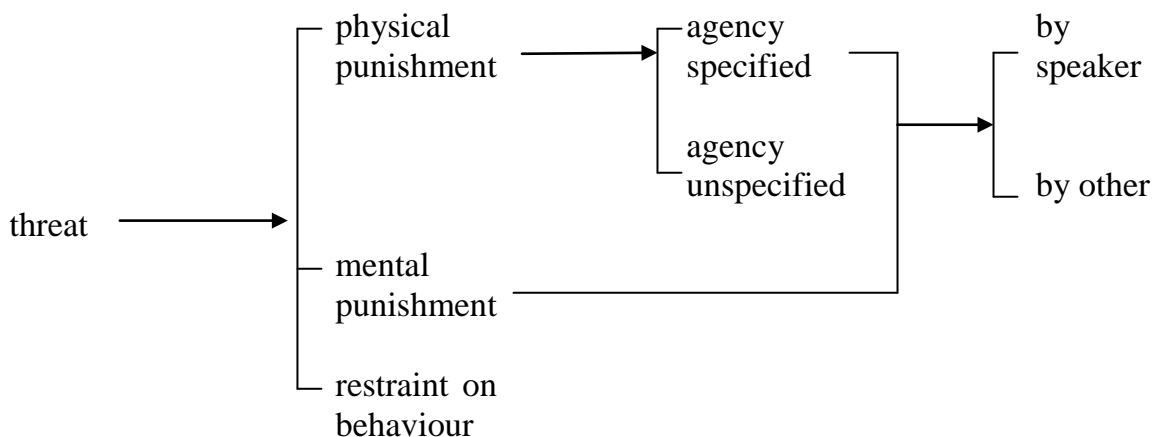 physical
punishment
agency
specified
by
speaker
agency
unspecified
by other
threat
mental
punishment
restraint on
behaviour